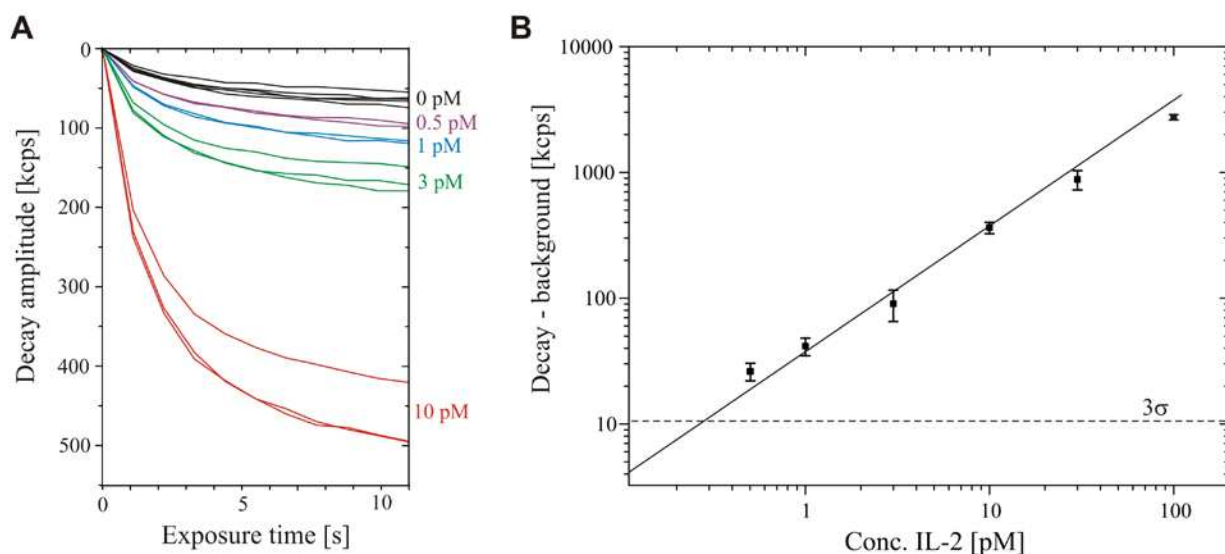 A
0
100
200
300
400
500
Decay amplitude [kcps]
0 pM
0.5 pM
1 pM
3 pM
10 pM
0 5 10
Exposure time [s]
B
10000
1000
100
10
Decay - background [kcps]
3σ
1 10 100
Conc. IL-2 [pM]